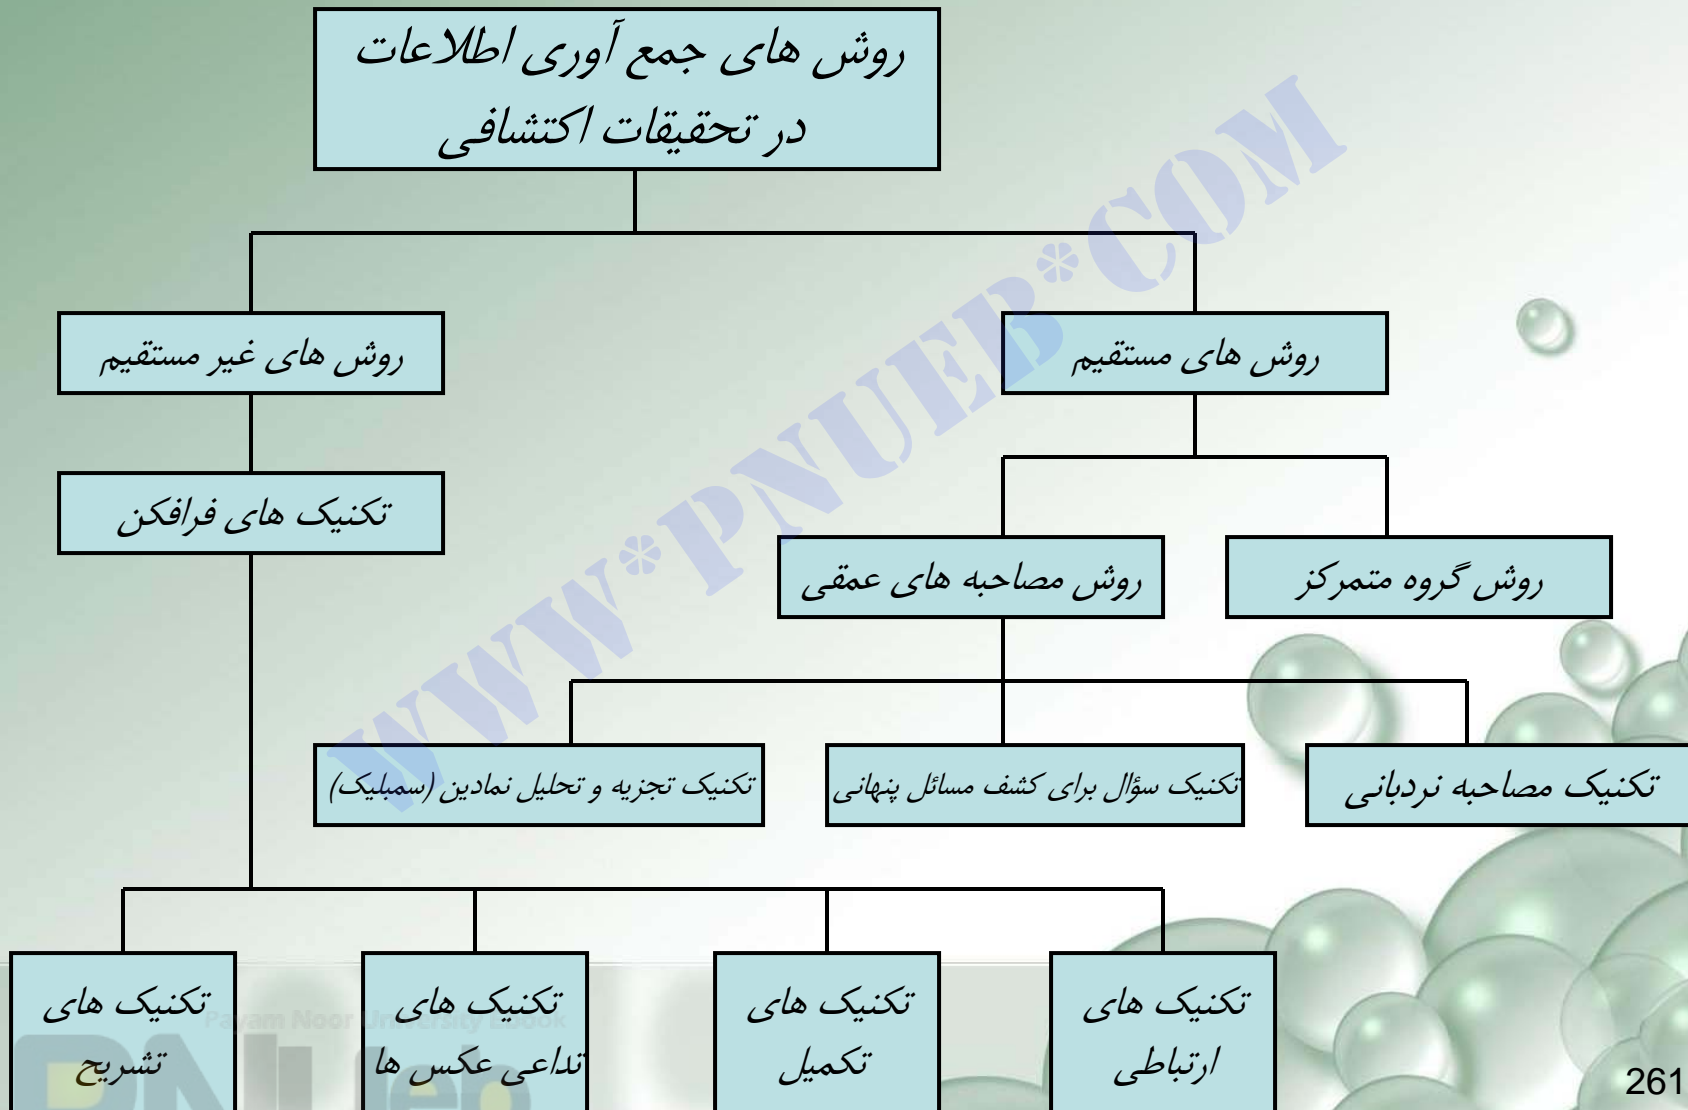 روش های جمع آوری اطلاعات
در تحقیقات اکتشافی
روش های مستقیم
روش های غیر مستقیم
تکنیک های فرافکن
روش گروه متمرکز
روش مصاحبه های عمقی
تکنیک مصاحبه نردبانی
تکنیک سؤال برای کشف مسائل پنهانی
تکنیک تجزیه و تحلیل نمادین (سمبلیک)
تکنیک های
ارتباطی
تکنیک های
تکمیل
تکنیک های
تداعی عکس ها
تکنیک های
تشریح
WWW*PNUEB*COM
Payam Noor University Ebook
PNUeb
261